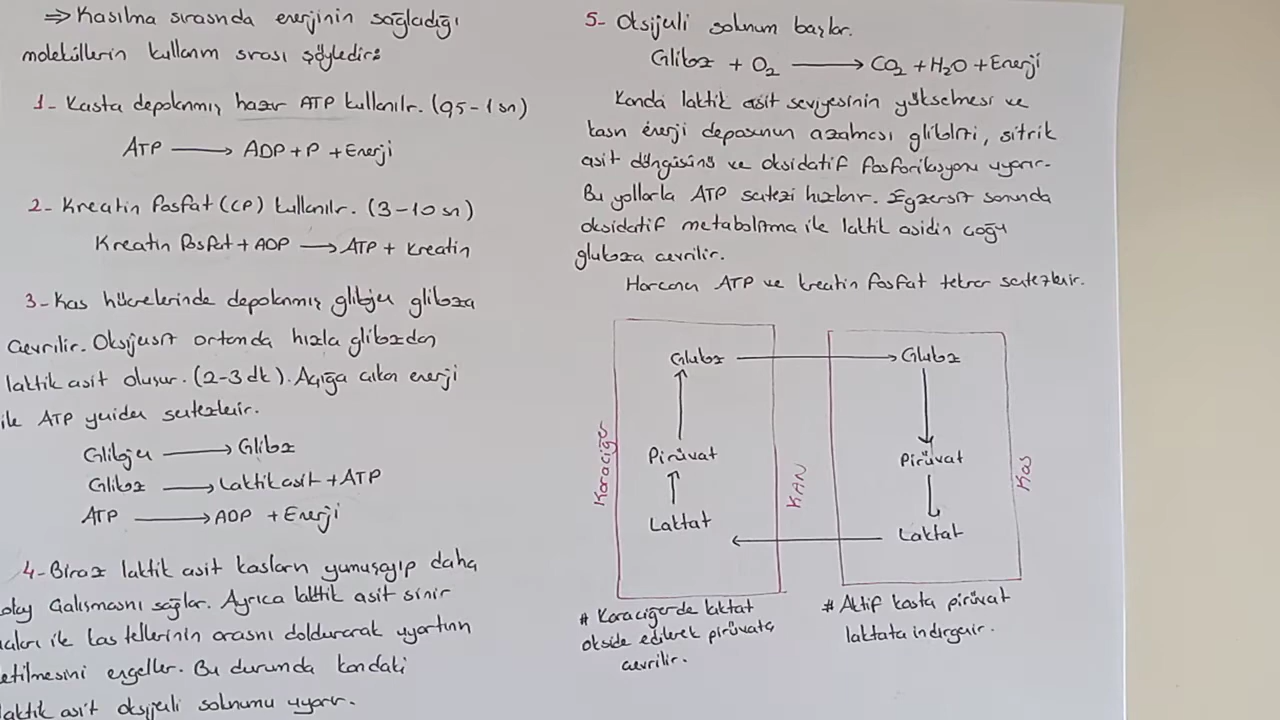 ⇒ Kasılma sırasında enerjinin sağladığı
moleküllerin kullanım sırası şöyledir:
1- Kasta depolanmış hazır ATP kullanılır. (0,5-1 sn)
ATP → ADP + P + Enerji
2- Kreatin fosfat (CP) kullanılır. (3-10 sn)
Kreatin fosfat + ADP → ATP + Kreatin
3- Kas hücrelerinde depolanmış glikojen glikoza
çevrilir. Oksijensiz ortamda hızla glikozdan
laktik asit oluşur. (2-3 dk). Açığa çıkan enerji
ile ATP yeniden sentezlenir.
Glikojen → Glikoz
Glikoz → Laktik asit + ATP
ATP → ADP + Enerji
4- Biraz laktik asit kasların yumuşayıp daha
kolay çalışmasını sağlar. Ayrıca laktik asit sinir
uçları ile kas tellerinin arasını doldurarak uyartının
iletilmesini engeller. Bu durumda kandaki
laktik asit oksijenli solunumu uyarır.
5- Oksijenli solunum başlar.
Glikoz + O2 → CO2 + H2O + Enerji
Kanda laktik asit seviyesinin yükselmesi ve
kasın enerji deposunun azalması glikolizi, sitrik
asit döngüsünü ve oksidatif fosforilasyonu uyarır.
Bu yollarla ATP sentezi hızlanır. Egzersiz sonunda
oksidatif metabolizma ile laktik asidin çoğu
glukoza çevrilir.
Harcanan ATP ve kreatin fosfat tekrar sentezlenir.
Glukoz → Glukoz
Karaciğer
Pirüvat
KAN
Pirüvat
Kas
Laktat
Laktat
# Karaciğerde laktat
okside edilerek pirüvata
çevrilir.
# Aktif kasta pirüvat
laktata indirgenir.